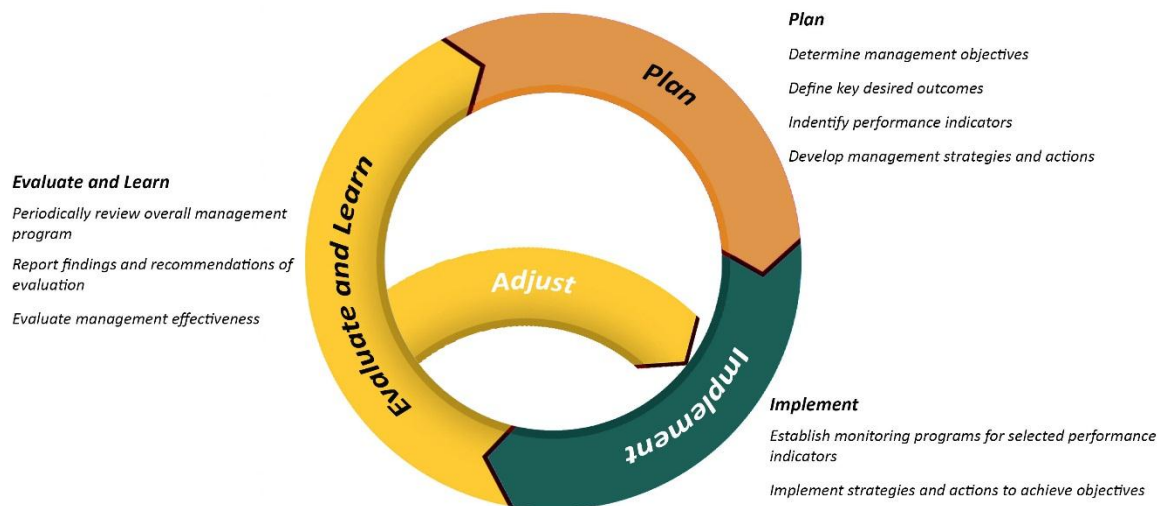 Plan
Determine management objectives
Define key desired outcomes
Indentify performance indicators
Develop management strategies and actions
Plan
Evaluate and Learn
Periodically review overall management
program
Report findings and recommendations of
evaluation
Evaluate management effectiveness
Evaluate and Learn
Adjust
Implement
Implement
Establish monitoring programs for selected performance
indicators
Implement strategies and actions to achieve objectives